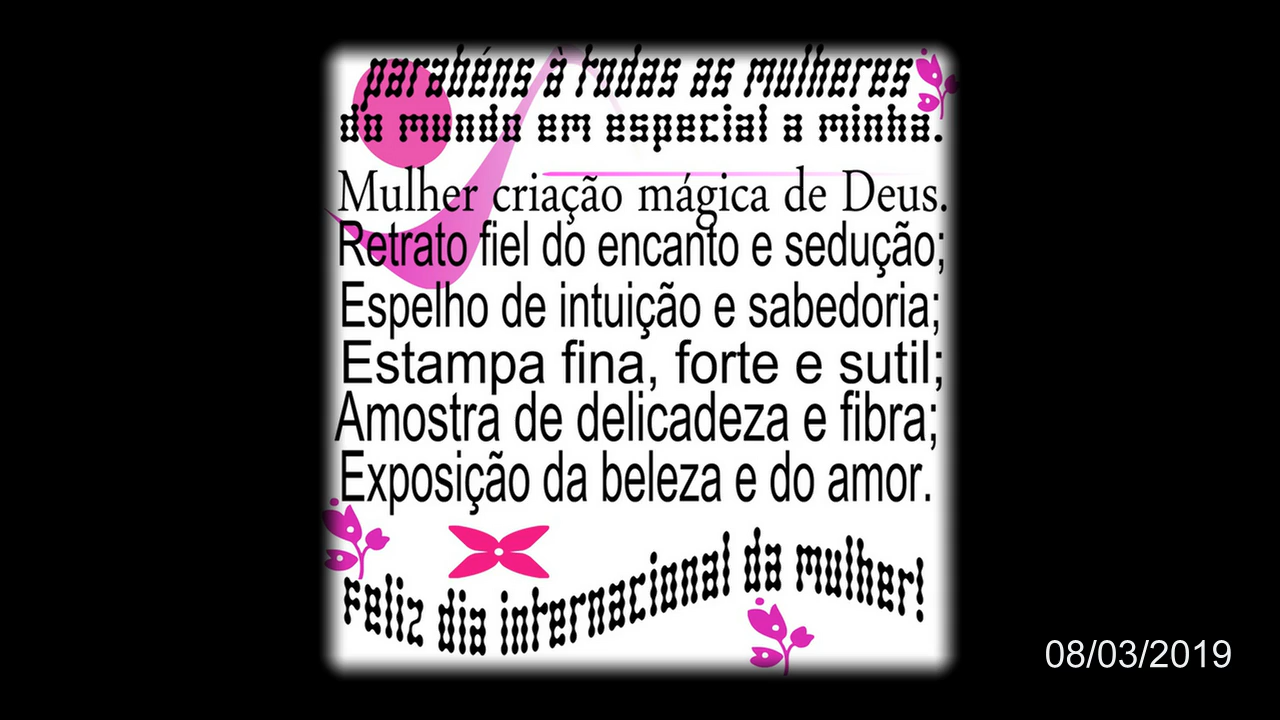 parabéns à todas as mulheres
do mundo em especial a minha.
Mulher criação mágica de Deus.
Retrato fiel do encanto e sedução;
Espelho de intuição e sabedoria;
Estampa fina, forte e sutil;
Amostra de delicadeza e fibra;
Exposição da beleza e do amor.
Feliz dia internacional da mulher!
08/03/2019